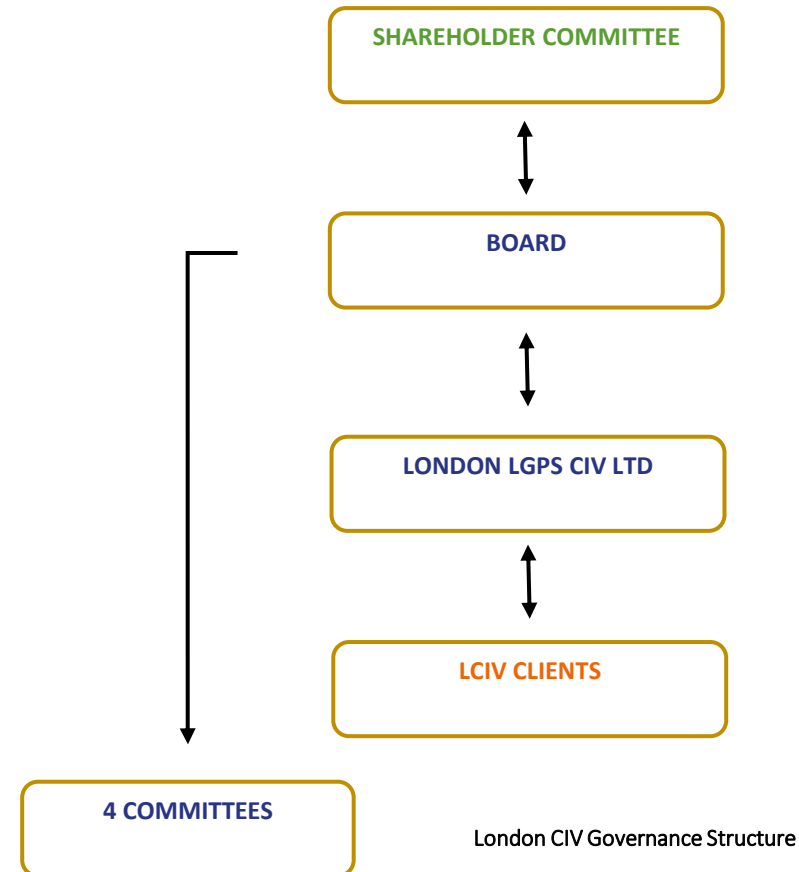 SHAREHOLDER COMMITTEE
BOARD
LONDON LGPS CIV LTD
LCIV CLIENTS
4 COMMITTEES
London CIV Governance Structure